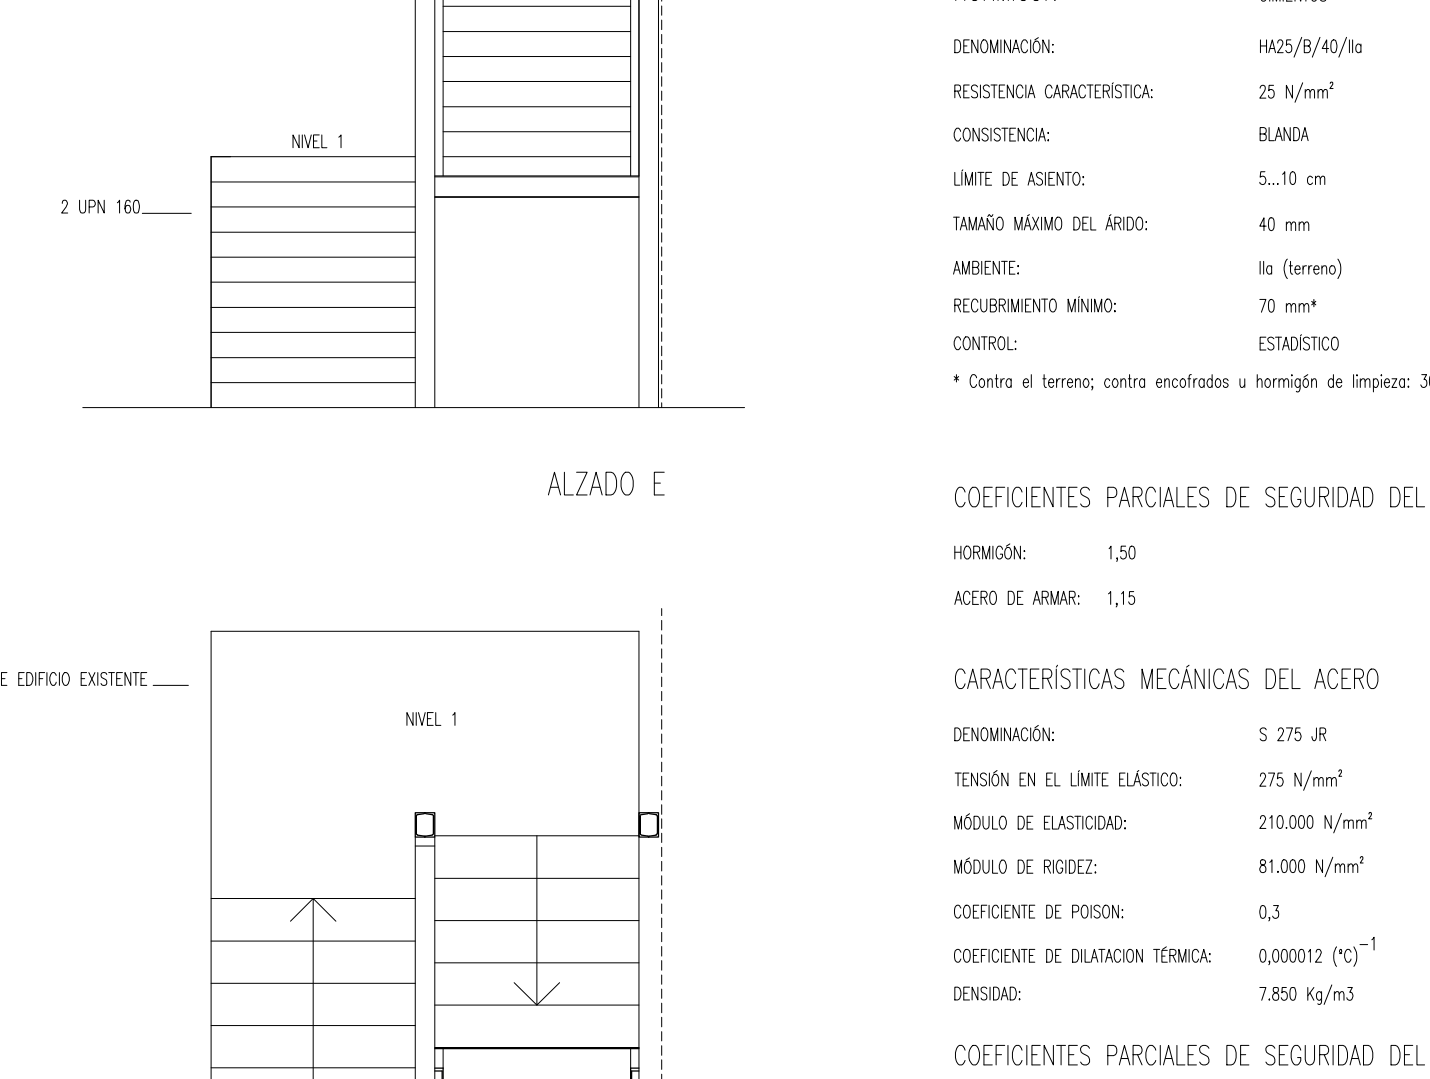 NIVEL 1
2 UPN 160
ALZADO E
E EDIFICIO EXISTENTE
NIVEL 1
DENOMINACIÓN: HA25/B/40/IIa
RESISTENCIA CARACTERÍSTICA: 25 N/mm²
CONSISTENCIA: BLANDA
LÍMITE DE ASIENTO: 5...10 cm
TAMAÑO MÁXIMO DEL ÁRIDO: 40 mm
AMBIENTE: IIa (terreno)
RECUBRIMIENTO MÍNIMO: 70 mm*
CONTROL: ESTADÍSTICO
* Contra el terreno; contra encofrados u hormigón de limpieza:
COEFICIENTES PARCIALES DE SEGURIDAD DEL
HORMIGÓN: 1,50
ACERO DE ARMAR: 1,15
CARACTERÍSTICAS MECÁNICAS DEL ACERO
DENOMINACIÓN: S 275 JR
TENSIÓN EN EL LÍMITE ELÁSTICO: 275 N/mm²
MÓDULO DE ELASTICIDAD: 210.000 N/mm²
MÓDULO DE RIGIDEZ: 81.000 N/mm²
COEFICIENTE DE POISON: 0,3
COEFICIENTE DE DILATACION TÉRMICA: 0,000012 (°C)⁻¹
DENSIDAD: 7.850 Kg/m3
COEFICIENTES PARCIALES DE SEGURIDAD DEL